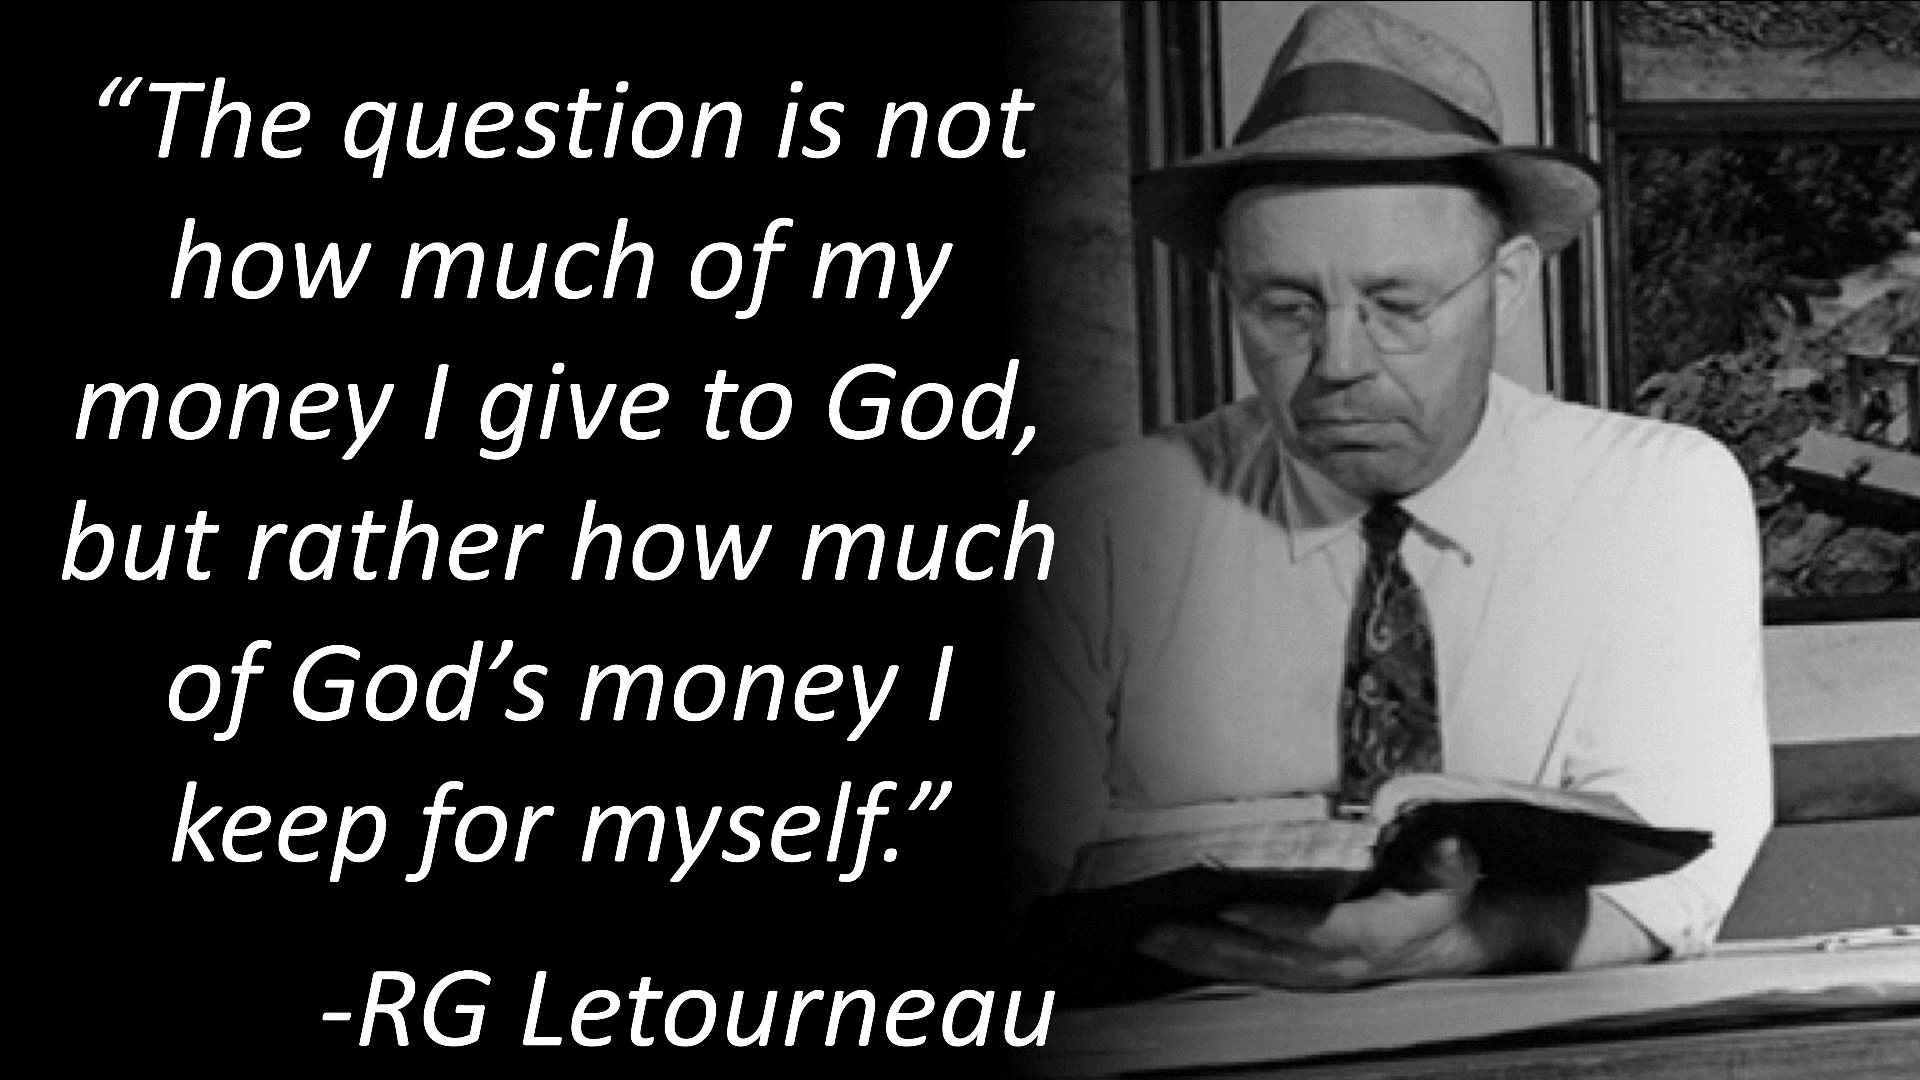 “The question is not
how much of my
money I give to God,
but rather how much
of God’s money I
keep for myself.”
-RG Letourneau